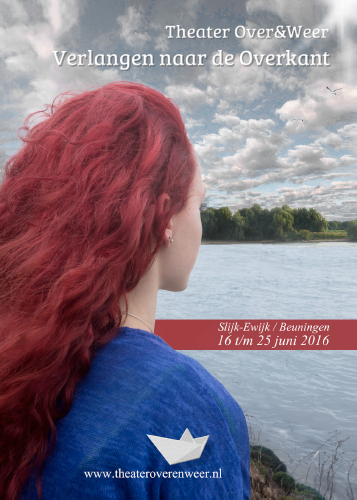 Theater Over&Weer
Verlangen naar de Overkant
Slijk-Ewijk / Beuningen
16 t/m 25 juni 2016
www.theateroverenweer.nl